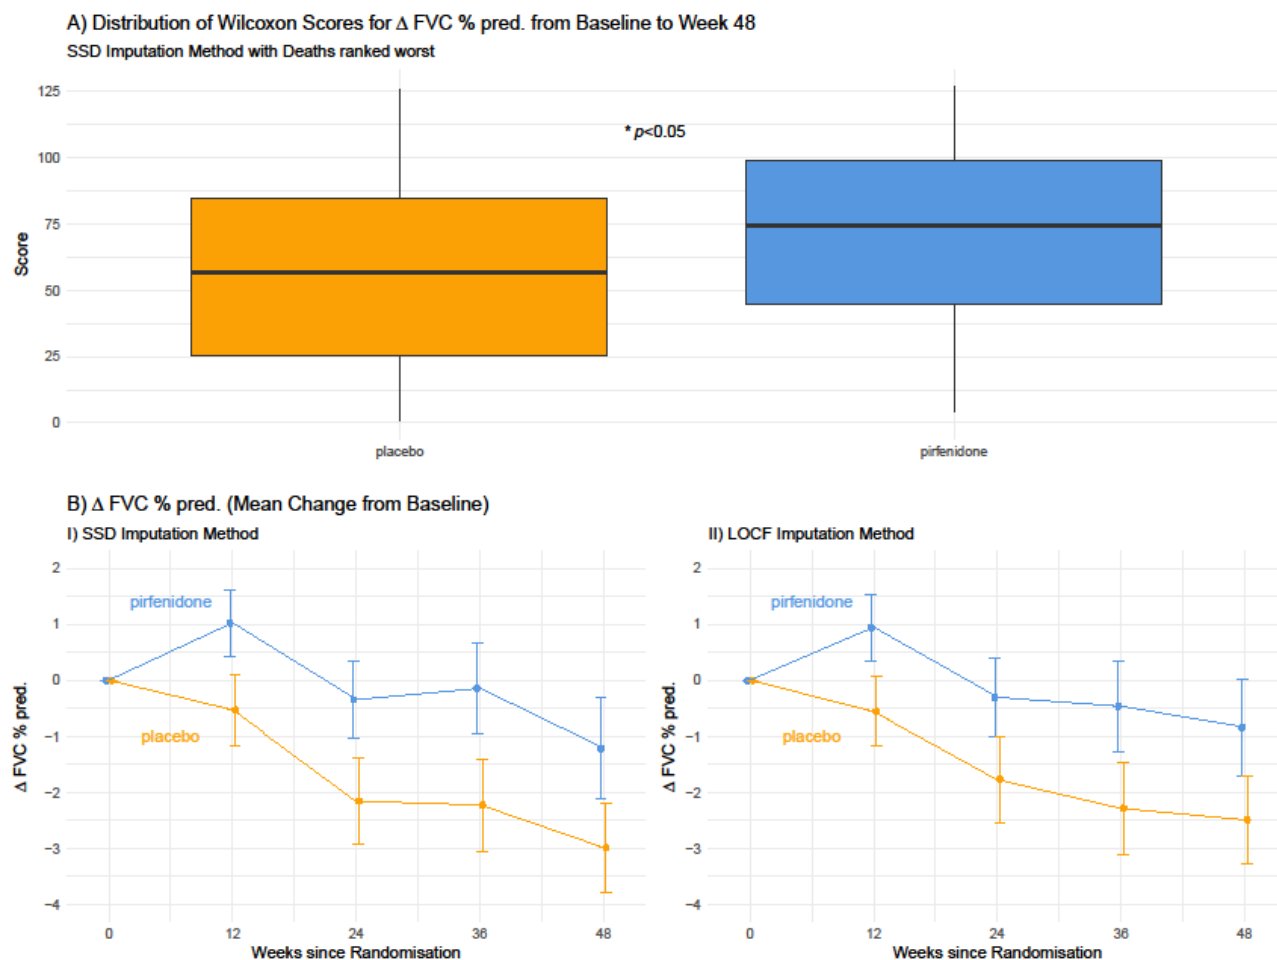 A) Distribution of Wilcoxon Scores for Δ FVC % pred. from Baseline to Week 48
SSD Imputation Method with Deaths ranked worst
125
100
75
50
25
0
Score
* p<0.05
placebo
pirfenidone
B) Δ FVC % pred. (Mean Change from Baseline)
I) SSD Imputation Method
2
1
0
−1
−2
−3
−4
Δ FVC % pred.
pirfenidone
placebo
0 12 24 36 48
Weeks since Randomisation
II) LOCF Imputation Method
2
1
0
−1
−2
−3
−4
Δ FVC % pred.
pirfenidone
placebo
0 12 24 36 48
Weeks since Randomisation